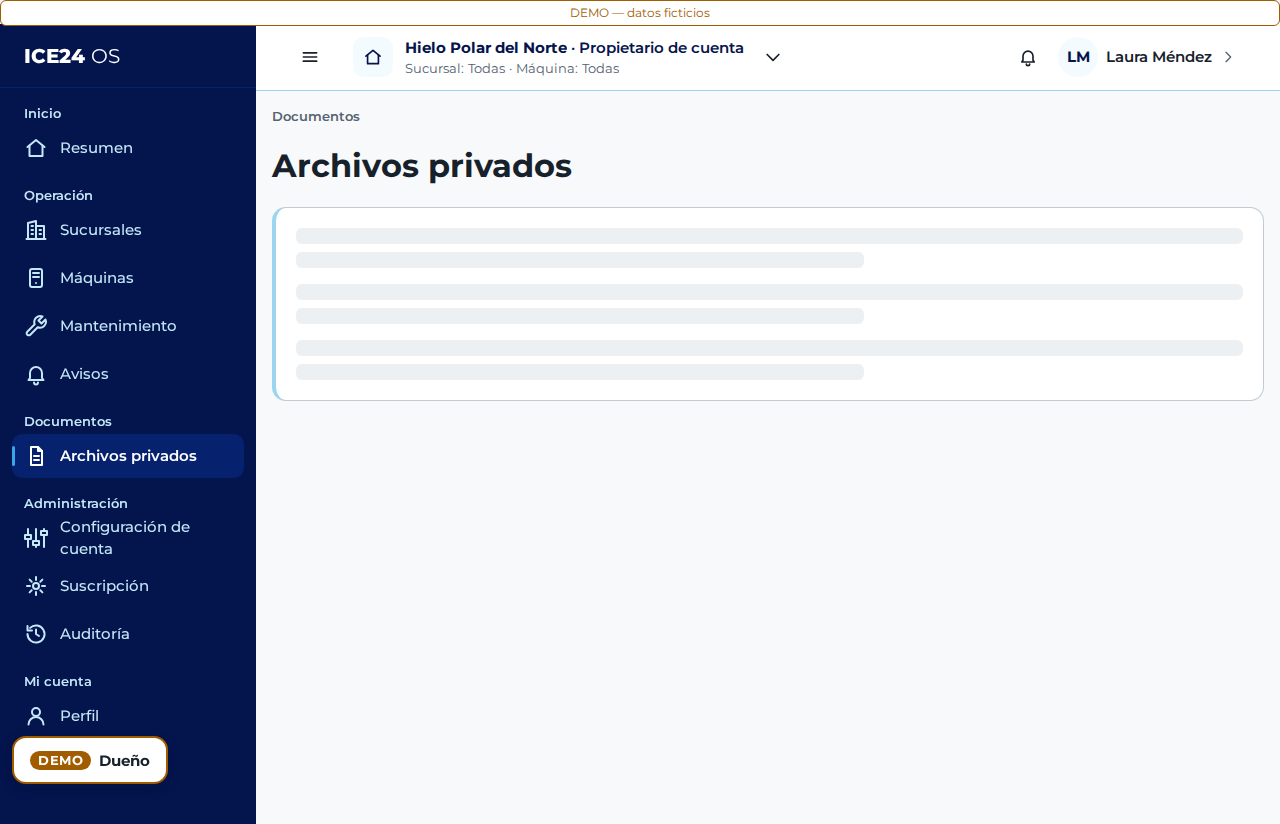 DEMO — datos ficticios
ICE24 OS
Inicio
Resumen
Operación
Sucursales
Máquinas
Mantenimiento
Avisos
Documentos
Archivos privados
Administración
Configuración de
cuenta
Suscripción
Auditoría
Mi cuenta
Perfil
DEMO Dueño
Hielo Polar del Norte · Propietario de cuenta
Sucursal: Todas · Máquina: Todas
LM Laura Méndez
Documentos
Archivos privados